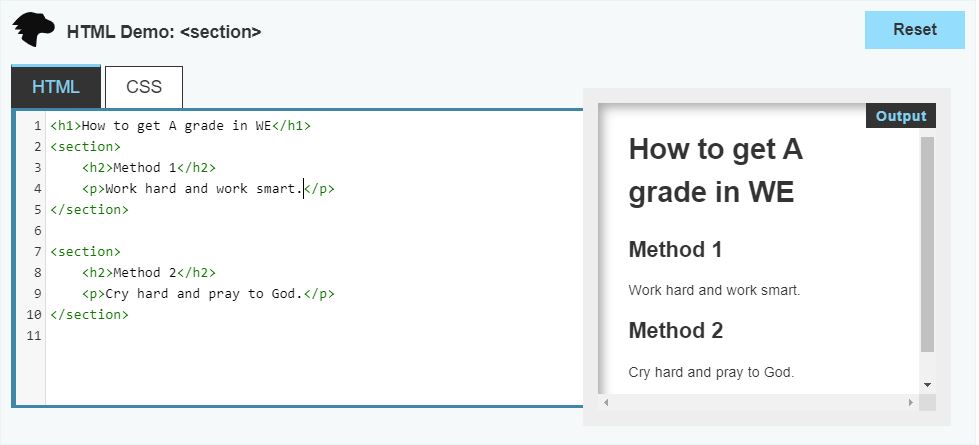 HTML Demo: <section>
Reset
HTML
CSS
1 <h1>How to get A grade in WE</h1>
2 <section>
3     <h2>Method 1</h2>
4     <p>Work hard and work smart.</p>
5 </section>
6
7 <section>
8     <h2>Method 2</h2>
9     <p>Cry hard and pray to God.</p>
10 </section>
11
Output
How to get A
grade in WE
Method 1
Work hard and work smart.
Method 2
Cry hard and pray to God.